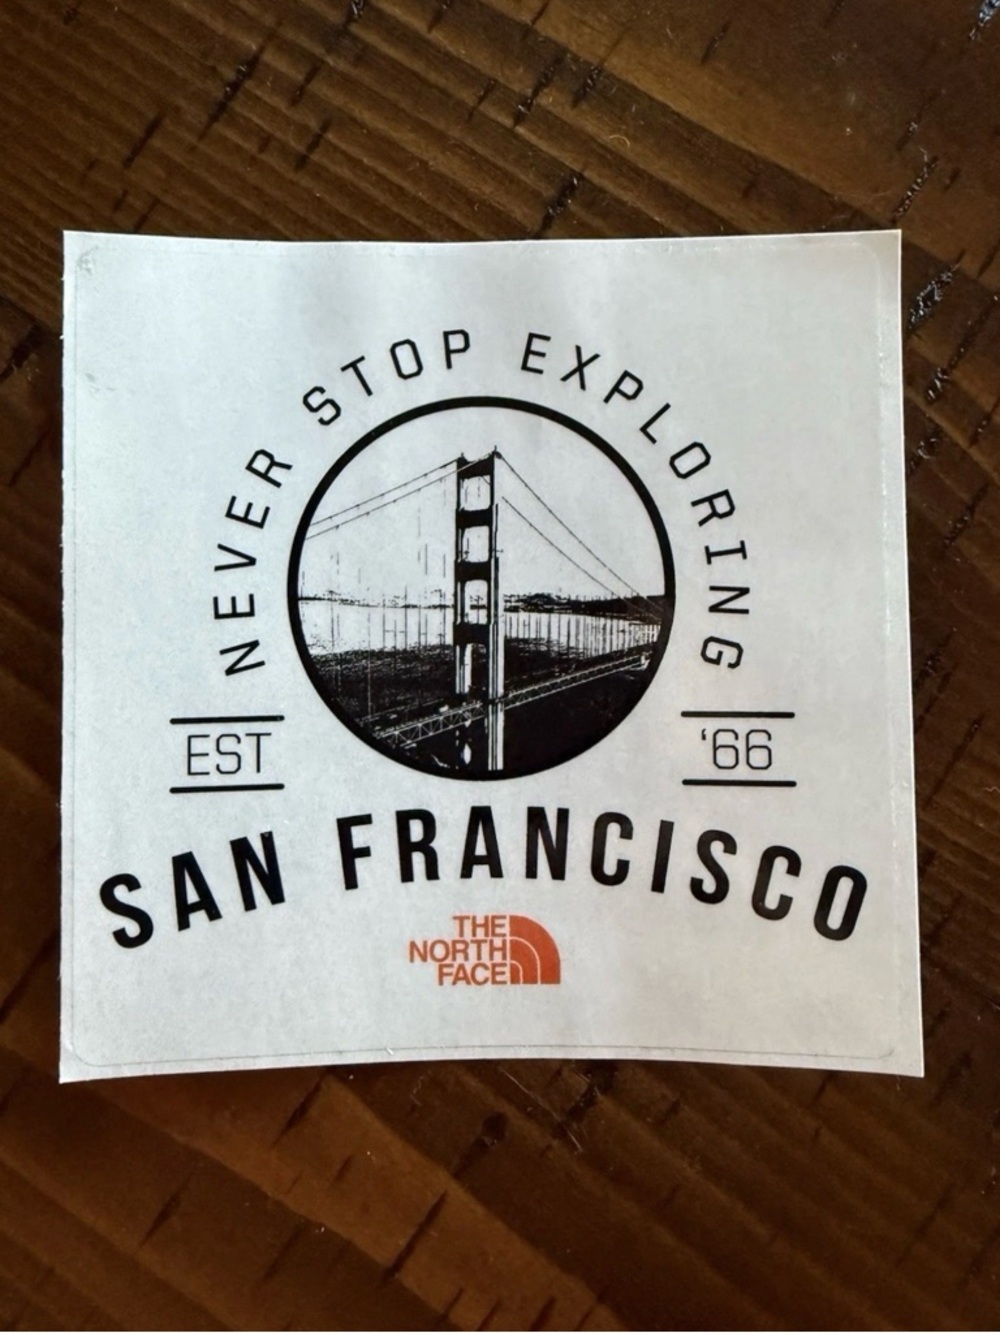 NEVER STOP EXPLORING
EST ‘66
SAN FRANCISCO
THE
NORTH
FACE